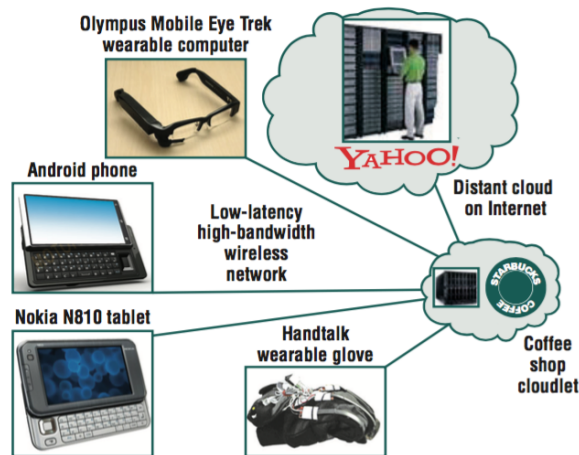 Olympus Mobile Eye Trek
wearable computer
YAHOO!
Android phone
Distant cloud
on Internet
Low-latency
high-bandwidth
wireless
network
STARBUCKS
COFFEE
Nokia N810 tablet
Handtalk
wearable glove
Coffee
shop
cloudlet